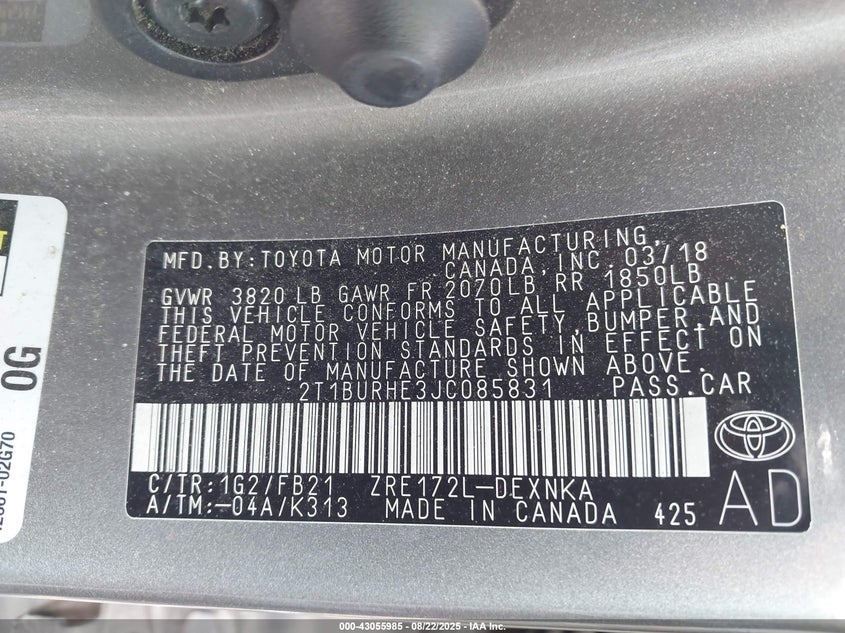 MFD.BY:TOYOTA MOTOR MANUFACTURING,
CANADA,INC. 03/18
GVWR 3820 LB GAWR FR 2070LB RR 1850LB
THIS VEHICLE CONFORMS TO ALL APPLICABLE
FEDERAL MOTOR VEHICLE SAFETY,BUMPER,AND
THEFT PREVENTION STANDARDS IN EFFECT ON
THE DATE OF MANUFACTURE SHOWN ABOVE.
2T1BURHE3JC085831 PASS.CAR
C/TR:1G2/FB21 ZRE172L-DEXNKA
A/TM:-04A/K313 MADE IN CANADA 425
AD
OG
-02G70
000-43055985 - 08/22/2025 - IAA Inc.